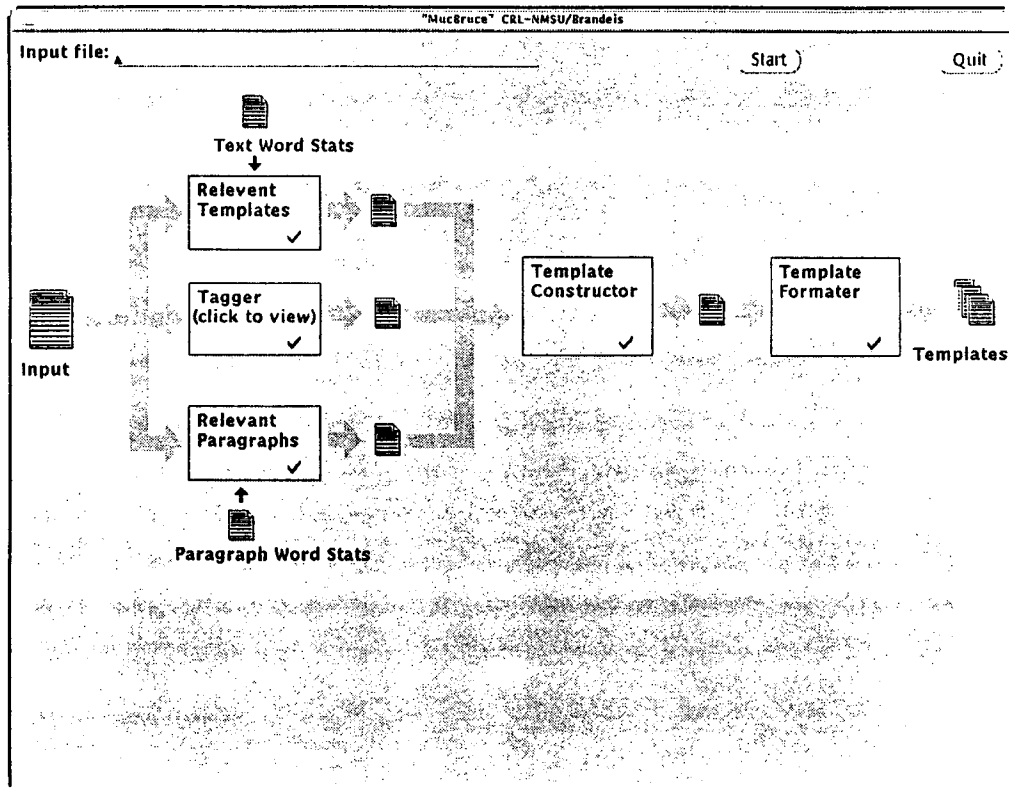 "MucBruce" CRL-NMSU/Brandeis
Input file:
Start
Quit
Text Word Stats
Relevent
Templates
Tagger
(click to view)
Relevant
Paragraphs
Paragraph Word Stats
Input
Template
Constructor
Template
Formater
Templates